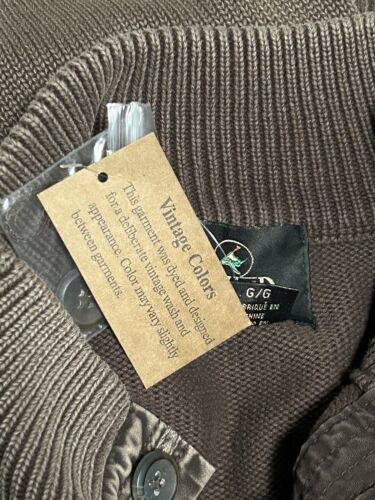 Vintage Colors
This garment was dyed and designed
for a deliberate vintage wash and
appearance. Color may vary slightly
between garments.
G/G
EN